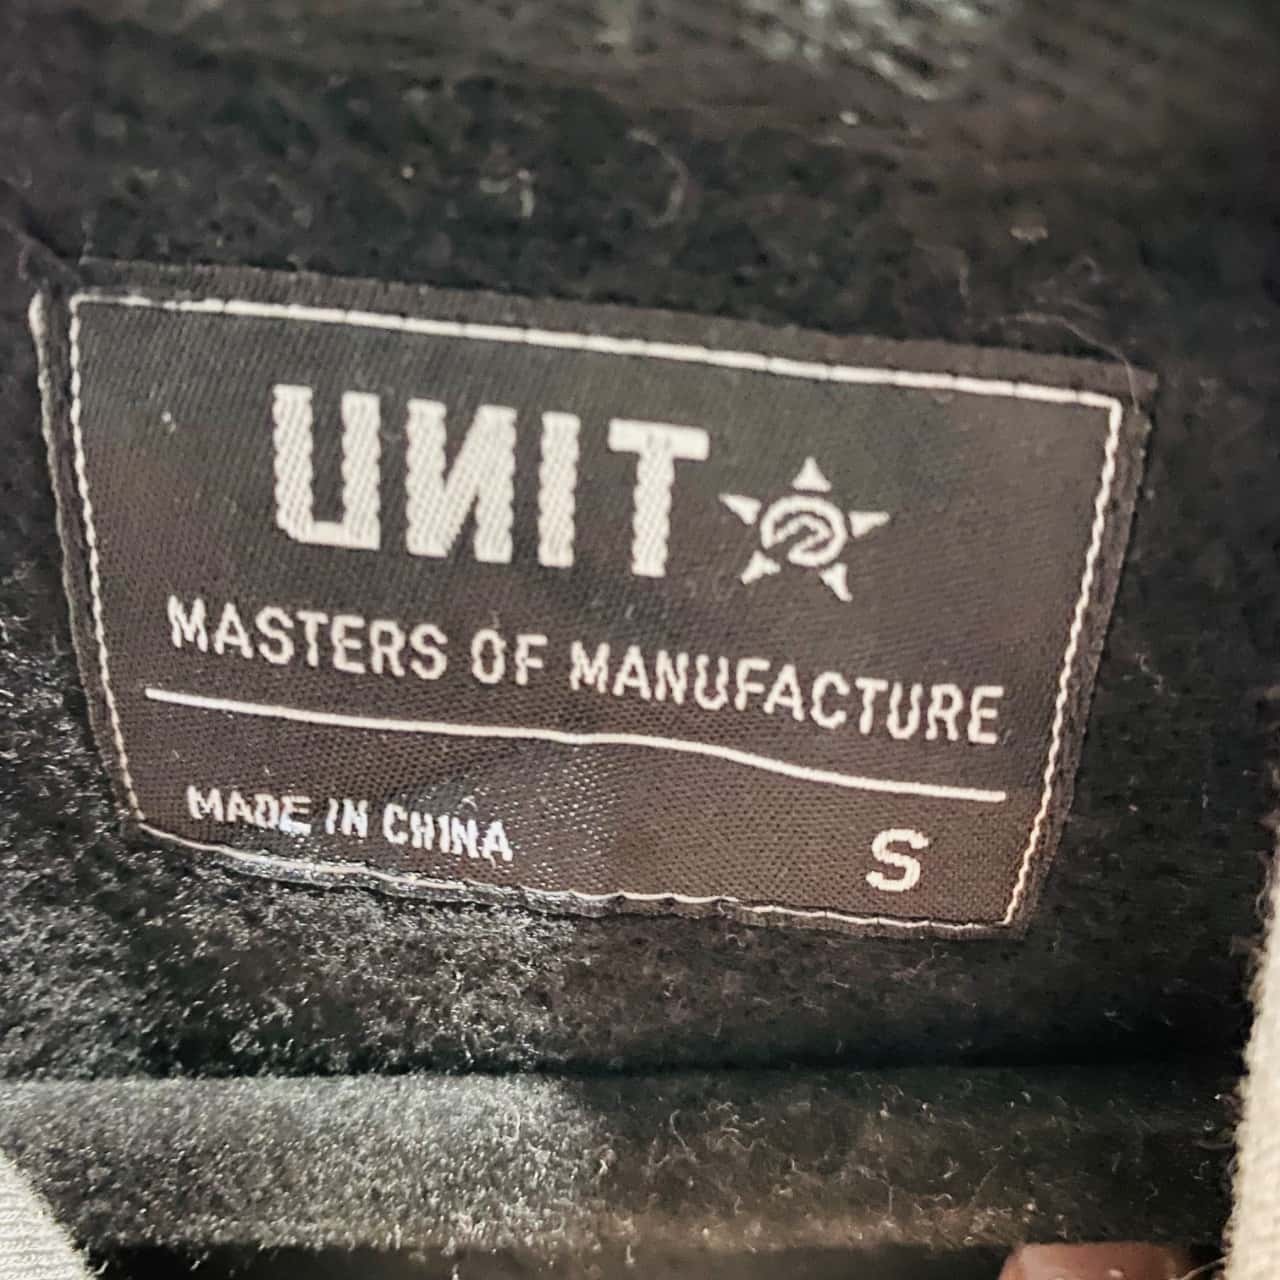 UNIT
MASTERS OF MANUFACTURE
MADE IN CHINA
S